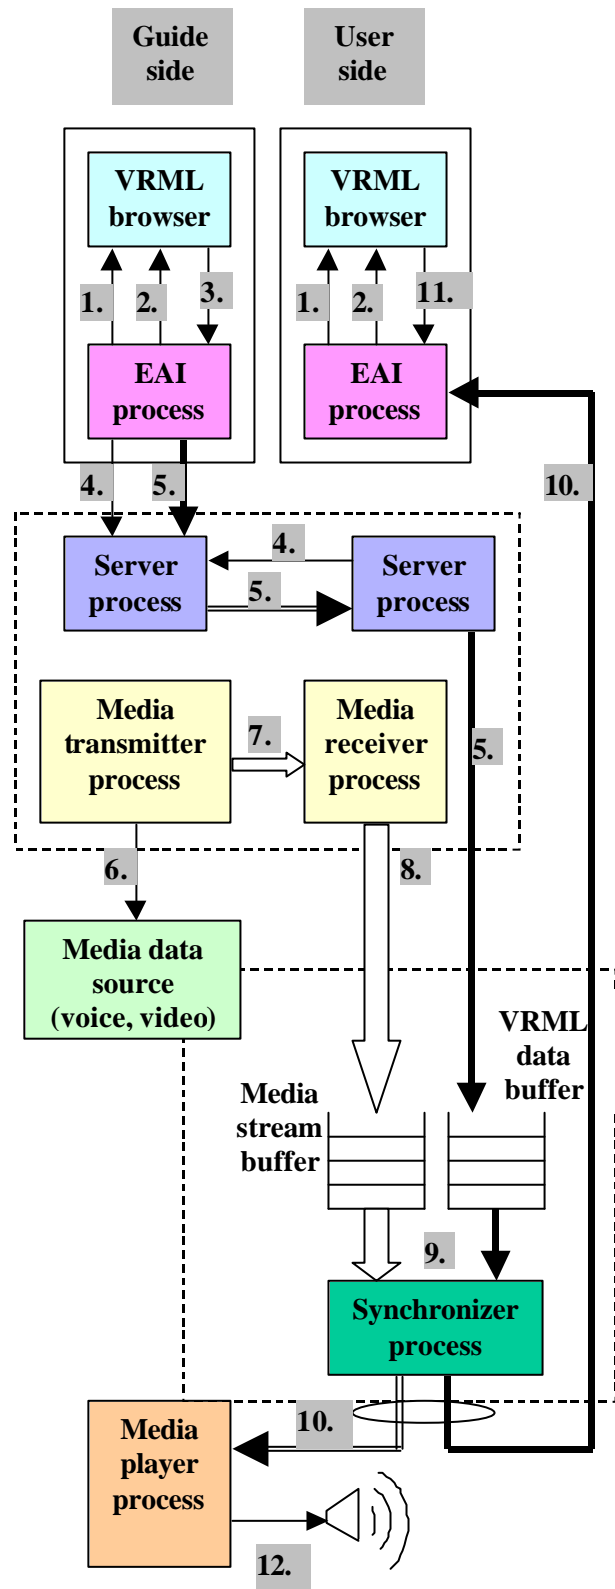 Guide
side
User
side
VRML
browser
VRML
browser
1.
2.
3.
1.
2.
11.
EAI
process
EAI
process
4.
5.
10.
4.
Server
process
Server
process
5.
Media
transmitter
process
7.
Media
receiver
process
5.
6.
8.
Media data
source
(voice, video)
VRML
data
buffer
Media
stream
buffer
9.
Synchronizer
process
10.
Media
player
process
12.